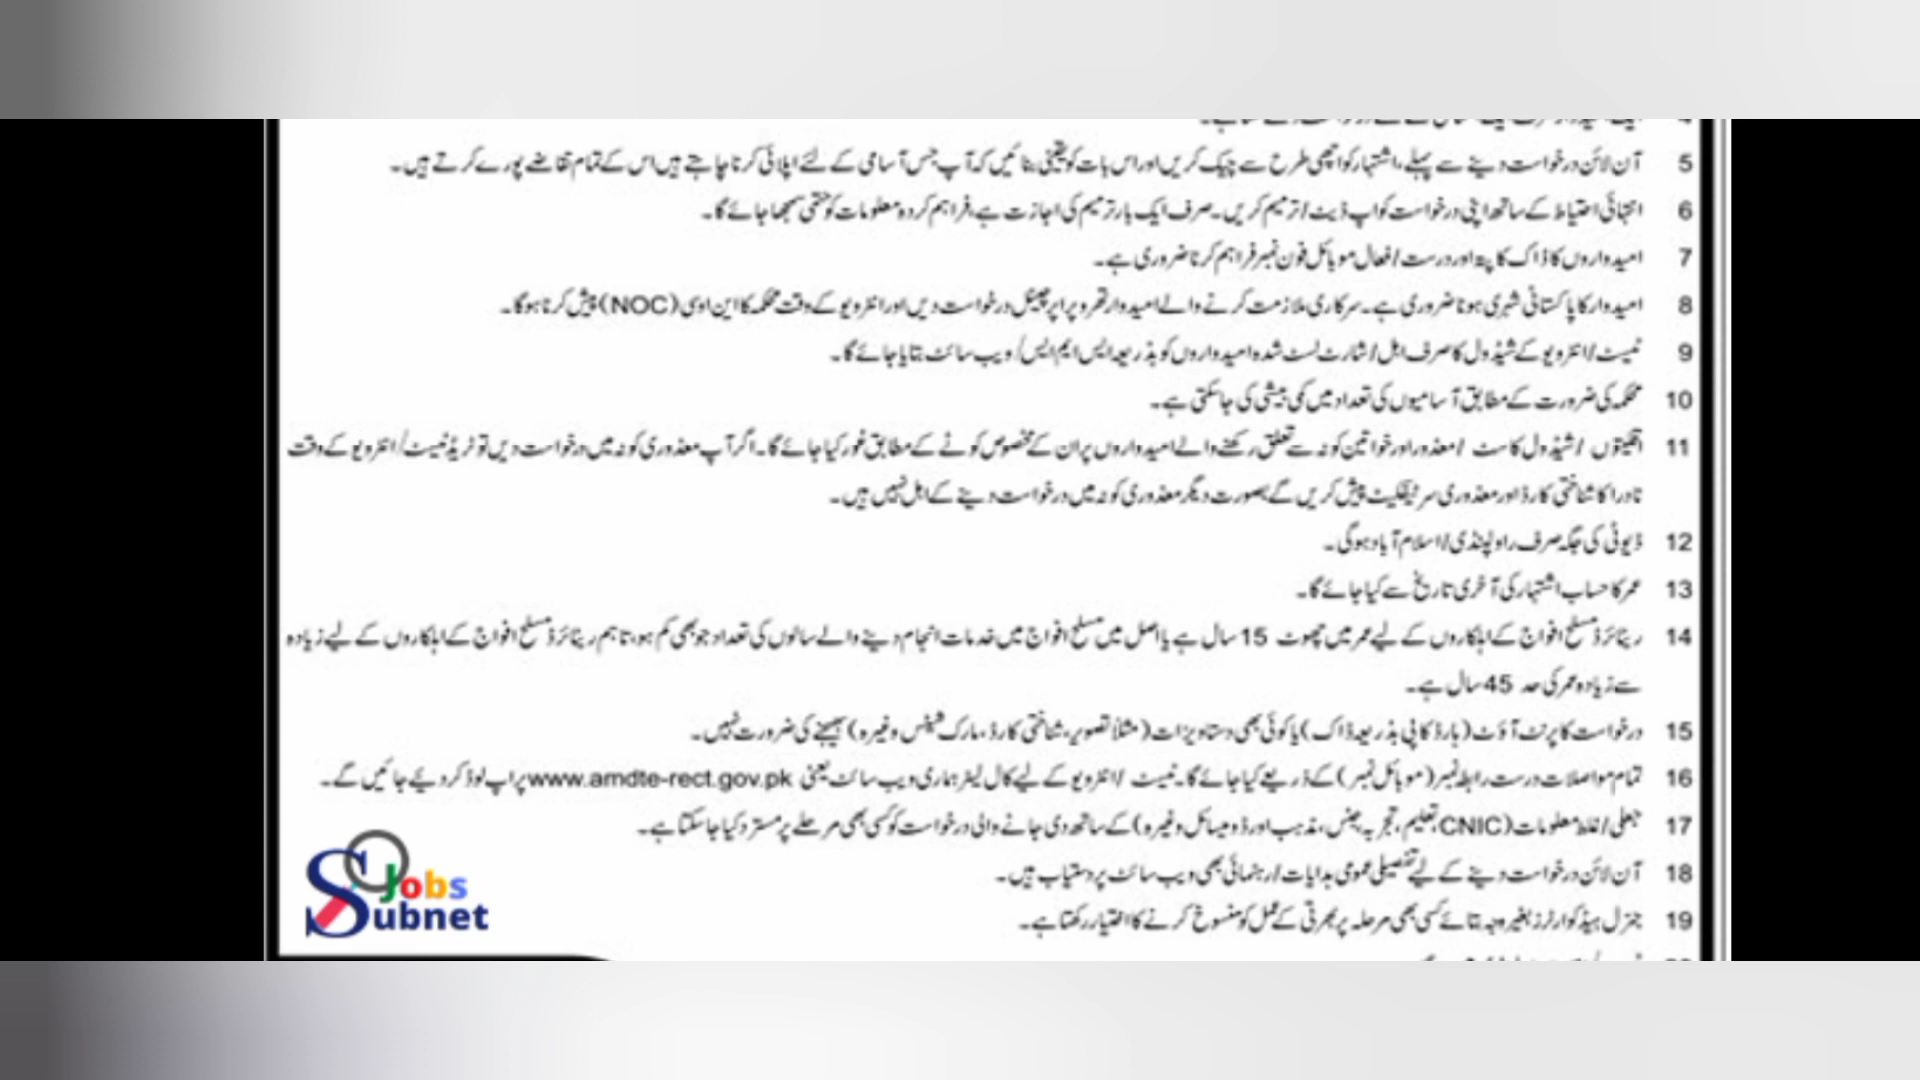 5 آن لائن درخواست دینے سے پہلے، اشتہار کو اچھی طرح سے چیک کریں اور اس بات کو یقینی بنائیں کہ آپ جس آسامی کے لئے اپلائی کرنا چاہتے ہیں اس کے تمام تقاضے پورے کرتے ہیں۔
6 انتہائی احتیاط کے ساتھ اپنی درخواست کو اپ ڈیٹ/ترمیم کریں۔ صرف ایک بار ترمیم کی اجازت ہے، فراہم کردہ معلومات کو حتمی سمجھا جائے گا۔
7 امیدواروں کا ڈاک کا پتہ اور درست/فعال موبائل فون نمبر فراہم کرنا ضروری ہے۔
8 امیدوار کا پاکستانی شہری ہونا ضروری ہے۔ سرکاری ملازمت کرنے والے امیدوار تھرو پراپر چینل درخواست دیں اور انٹرویو کے وقت محکمہ کا این او سی (NOC) پیش کرنا ہوگا۔
9 ٹیسٹ/انٹرویو کے شیڈول کا صرف اہل/شارٹ لسٹ شدہ امیدواروں کو بذریعہ ایس ایم ایس/ ویب سائٹ بتایا جائے گا۔
10 محکمہ کی ضرورت کے مطابق آسامیوں کی تعداد میں کمی بیشی کی جاسکتی ہے۔
11 اقلیتوں /شیڈول کاسٹ /معذور اور خواتین کوٹہ سے تعلق رکھنے والے امیدواروں پر ان کے مخصوص کوٹے کے مطابق غور کیا جائے گا۔ اگر آپ معذوری کوٹہ میں درخواست دیں تو ٹریڈ ٹیسٹ/انٹرویو کے وقت
نادرا کا شناختی کارڈ اور معذوری سرٹیفکیٹ پیش کریں گے بصورت دیگر معذوری کوٹہ میں درخواست دینے کے اہل نہیں ہیں۔
12 ڈیوٹی کی جگہ صرف راولپنڈی/اسلام آباد ہوگی۔
13 عمر کا حساب اشتہار کی آخری تاریخ سے کیا جائے گا۔
14 ریٹائرڈ مسلح افواج کے اہلکاروں کے لیے عمر میں چھوٹ 15 سال ہے یا اصل میں مسلح افواج میں خدمات انجام دینے والے سالوں کی تعداد جو بھی کم ہو، تاہم ریٹائرڈ مسلح افواج کے اہلکاروں کے لیے زیادہ
سے زیادہ عمر کی حد 45 سال ہے۔
15 درخواست کا پرنٹ آؤٹ (ہارڈ کاپی بذریعہ ڈاک) یا کوئی بھی دستاویزات (مثلاً تصویر، شناختی کارڈ، مارک شیٹس وغیرہ) بھیجنے کی ضرورت نہیں۔
16 تمام مواصلات درست رابطہ نمبر (موبائل نمبر) کے ذریعے کیا جائے گا۔ ٹیسٹ /انٹرویو کے لیے کال لیٹر ہماری ویب سائٹ یعنی www.amdte-rect.gov.pk پر اپ لوڈ کر دیئے جائیں گے۔
17 جعلی/غلط معلومات (CNIC، تعلیم، تجربہ، جنس، مذہب اور ڈومیسائل وغیرہ) کے ساتھ دی جانے والی درخواست کو کسی بھی مرحلے پر مسترد کیا جاسکتا ہے۔
18 آن لائن درخواست دینے کے لیے تفصیلی عمومی ہدایات/رہنمائی بھی ویب سائٹ پر دستیاب ہیں۔
19 جنرل ہیڈ کوارٹرز بغیر وجہ بتائے کسی بھی مرحلہ پر بھرتی کے عمل کو منسوخ کرنے کا اختیار رکھتا ہے۔
Jobs
Subnet